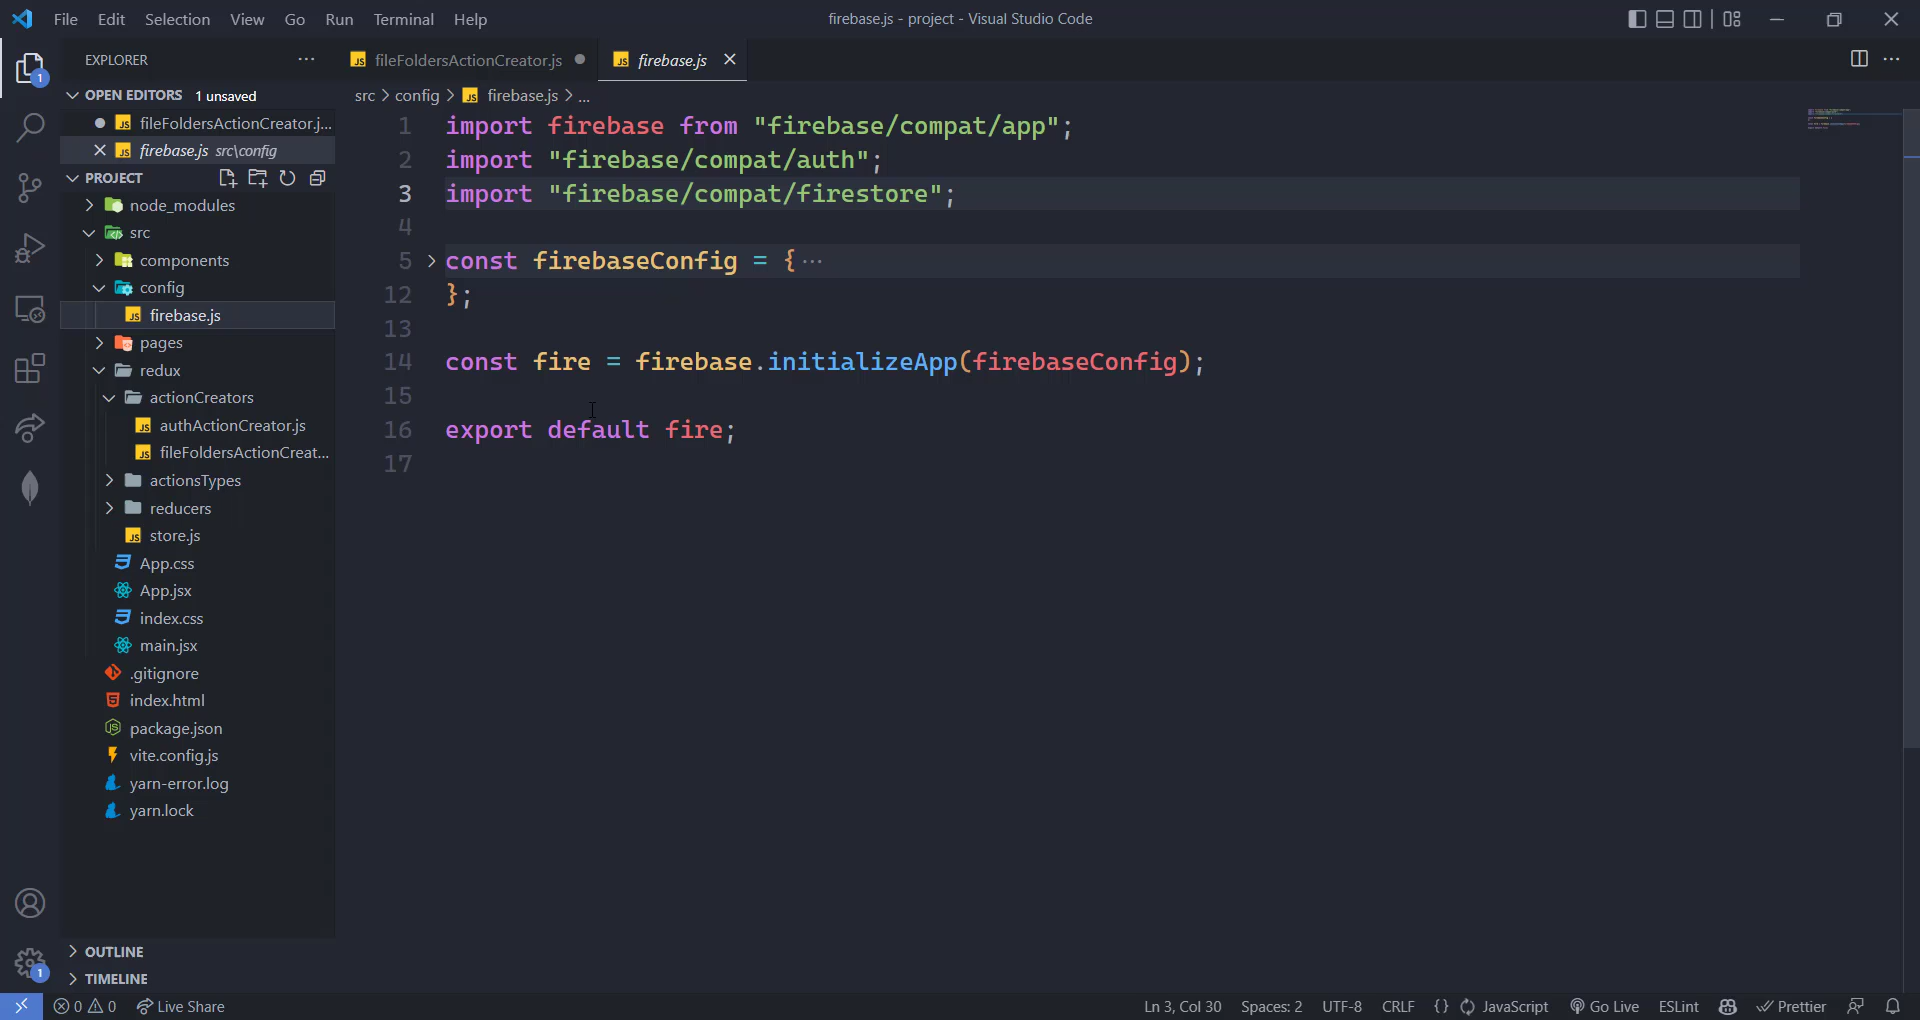 File Edit Selection View Go Run Terminal Help
firebase.js - project - Visual Studio Code
EXPLORER
OPEN EDITORS 1 unsaved
fileFoldersActionCreator.j...
firebase.js src\config
PROJECT
node_modules
src
components
config
firebase.js
pages
redux
actionCreators
authActionCreator.js
fileFoldersActionCreat...
actionsTypes
reducers
store.js
App.css
App.jsx
index.css
main.jsx
.gitignore
index.html
package.json
vite.config.js
yarn-error.log
yarn.lock
OUTLINE
TIMELINE
fileFoldersActionCreator.js
firebase.js
src > config > JS firebase.js > ...
1 import firebase from "firebase/compat/app";
2 import "firebase/compat/auth";
3 import "firebase/compat/firestore";
4
5 const firebaseConfig = {···
12 };
13
14 const fire = firebase.initializeApp(firebaseConfig);
15
16 export default fire;
17
0 0 Live Share
Ln 3, Col 30 Spaces: 2 UTF-8 CRLF {} JavaScript Go Live ESLint Prettier